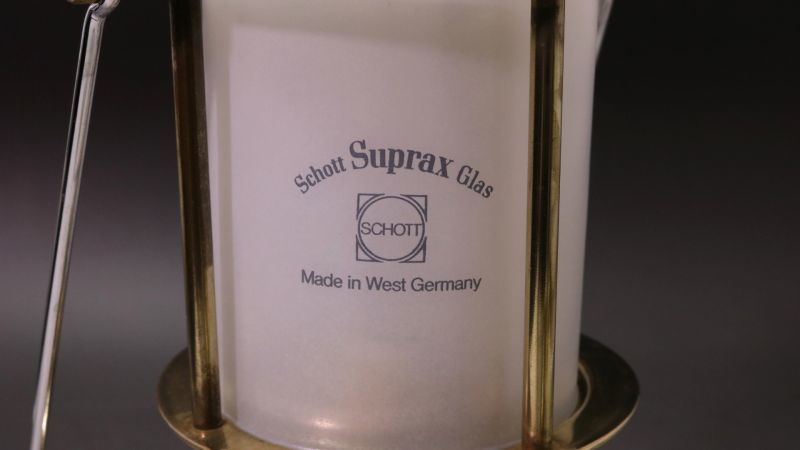 Schott Suprax Glas
SCHOTT
Made in West Germany